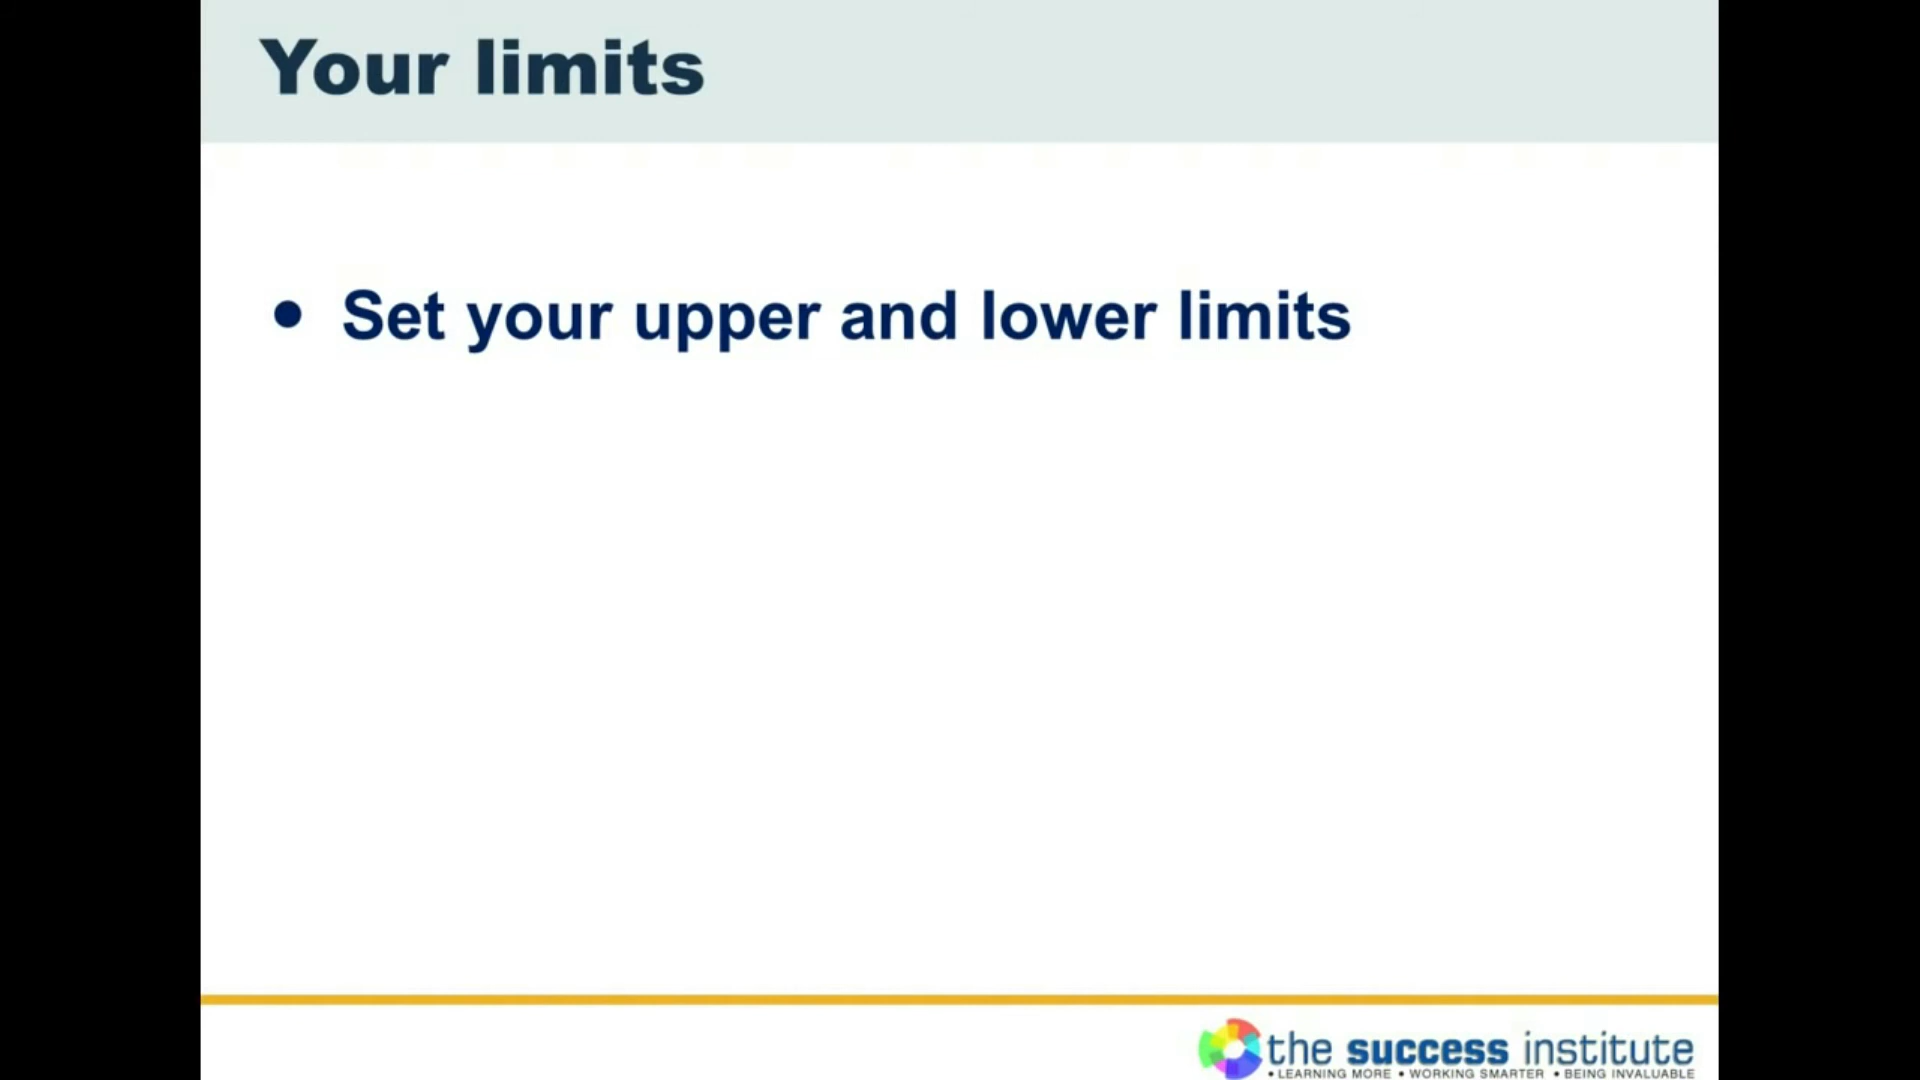 Your limits
• Set your upper and lower limits
the success institute
• LEARNING MORE • WORKING SMARTER • BEING INVALUABLE